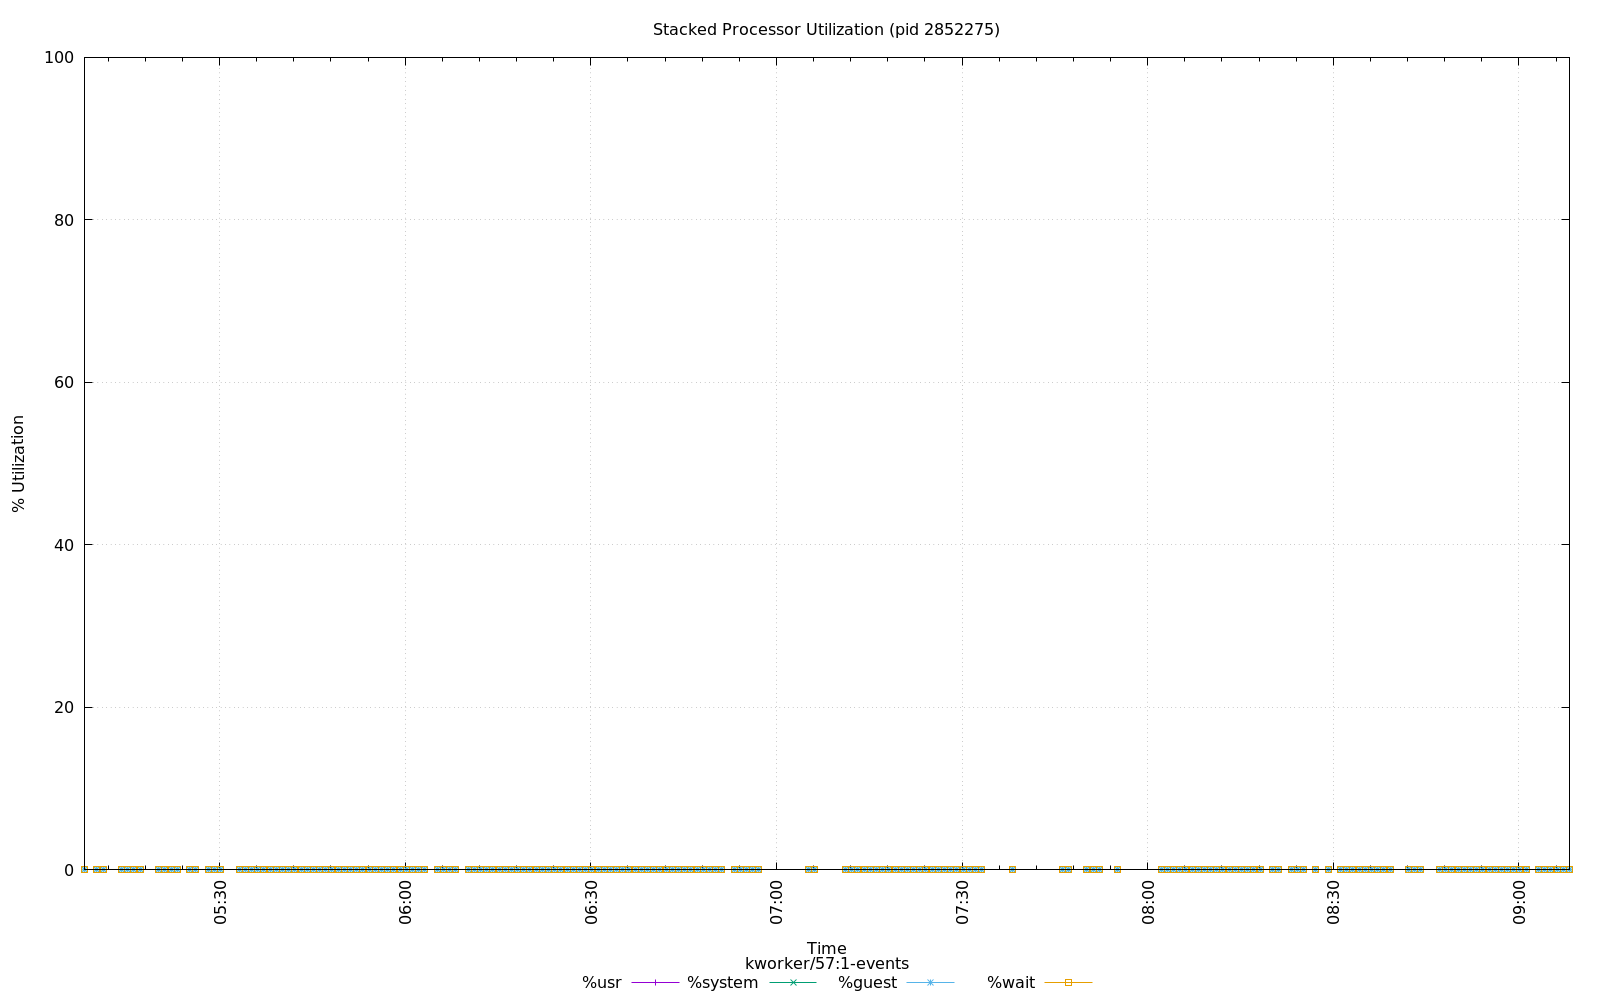 Stacked Processor Utilization (pid 2852275)
100
80
60
40
20
0
% Utilization
05:30
06:00
06:30
07:00
07:30
08:00
08:30
09:00
Time
kworker/57:1-events
%usr %system %guest %wait